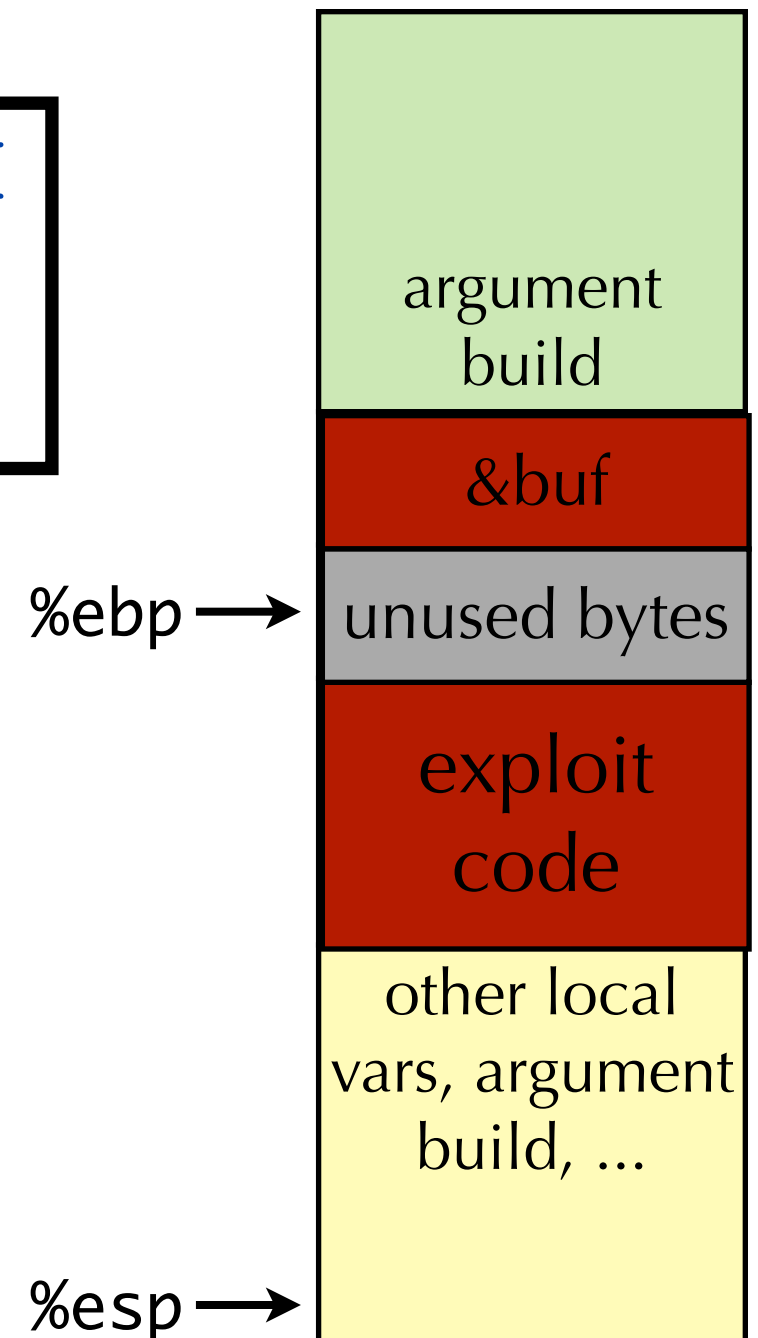 argument
build
&buf
%ebp
unused bytes
exploit
code
other local
vars, argument
build, ...
%esp